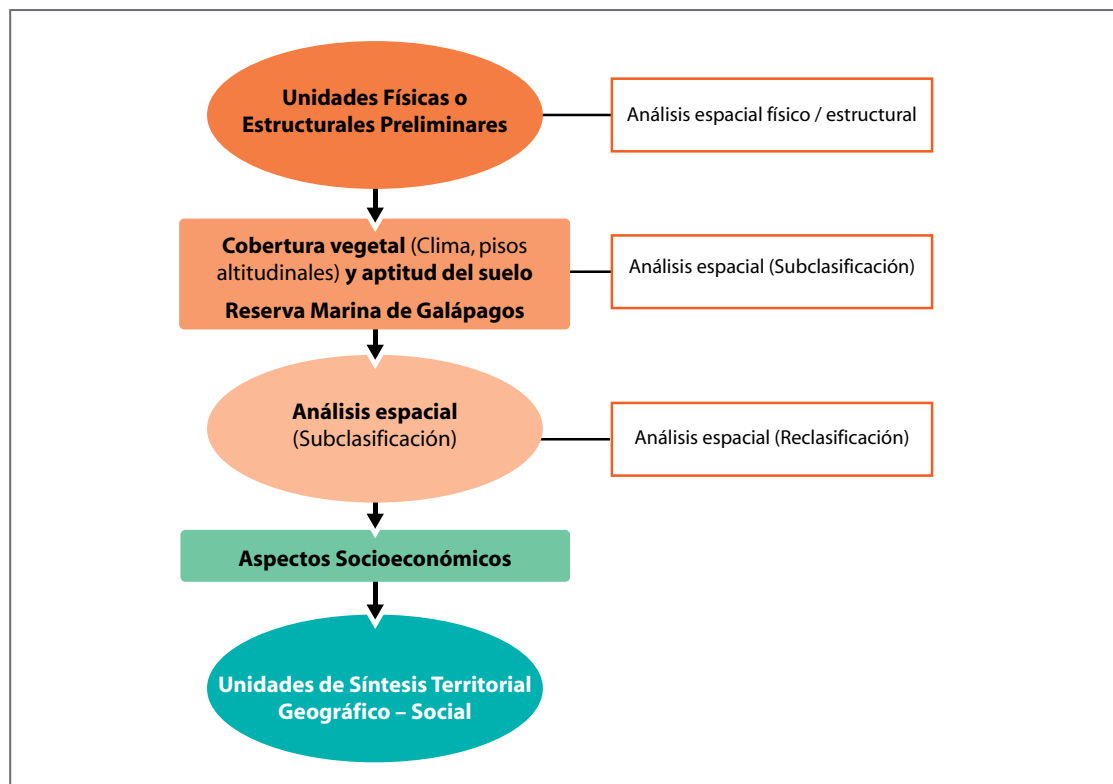 Unidades Físicas o
Estructurales Preliminares
Análisis espacial físico / estructural
Cobertura vegetal (Clima, pisos
altitudinales) y aptitud del suelo
Reserva Marina de Galápagos
Análisis espacial (Subclasificación)
Análisis espacial
(Subclasificación)
Análisis espacial (Reclasificación)
Aspectos Socioeconómicos
Unidades de Síntesis Territorial
Geográfico – Social